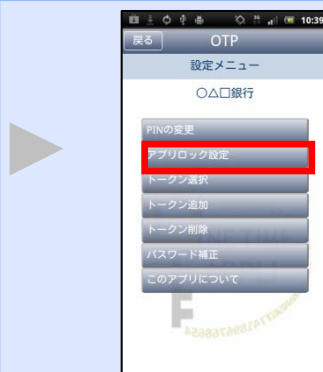 10:39
戻る OTP
設定メニュー
○△□銀行
PINの変更
アプリロック設定
トークン選択
トークン追加
トークン削除
パスワード補正
このアプリについて